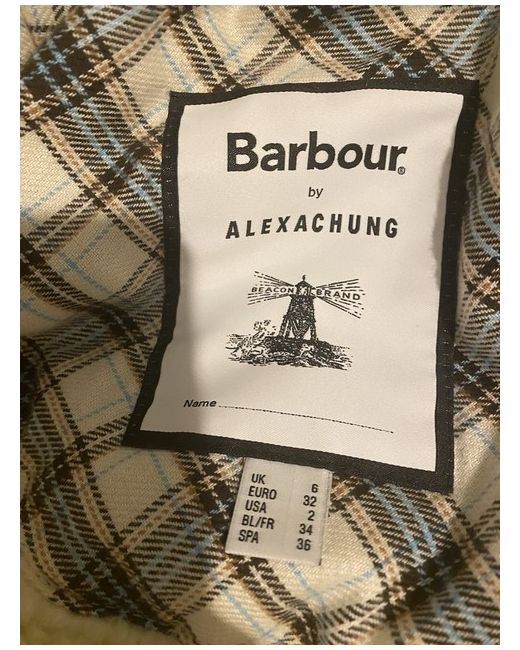 Barbour®
by
ALEXACHUNG
BEACON BRAND
Name
UK 6
EURO 32
USA 2
BL/FR 34
SPA 36